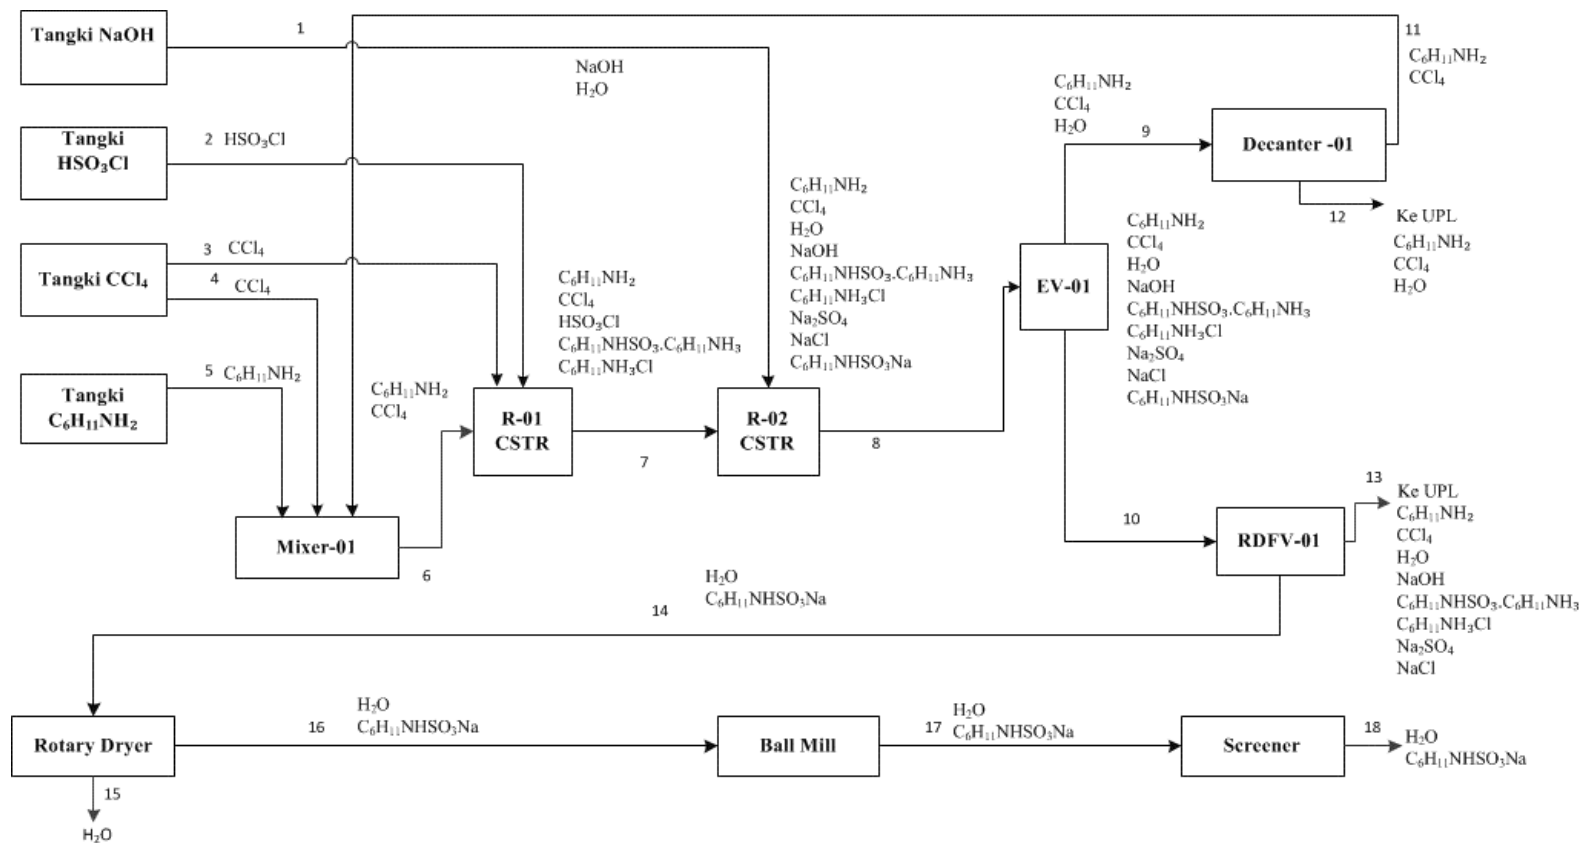 Tangki NaOH
1
NaOH
H₂O
Tangki
HSO₃Cl
2
HSO₃Cl
Tangki CCl₄
3
CCl₄
4
CCl₄
Tangki
C₆H₁₁NH₂
5
C₆H₁₁NH₂
Mixer-01
6
C₆H₁₁NH₂
CCl₄
R-01
CSTR
C₆H₁₁NH₂
CCl₄
HSO₃Cl
C₆H₁₁NHSO₃.C₆H₁₁NH₃
C₆H₁₁NH₃Cl
7
R-02
CSTR
C₆H₁₁NH₂
CCl₄
H₂O
NaOH
C₆H₁₁NHSO₃.C₆H₁₁NH₃
C₆H₁₁NH₃Cl
Na₂SO₄
NaCl
C₆H₁₁NHSO₃Na
8
EV-01
C₆H₁₁NH₂
CCl₄
H₂O
9
Decanter -01
11
C₆H₁₁NH₂
CCl₄
12
Ke UPL
C₆H₁₁NH₂
CCl₄
H₂O
C₆H₁₁NH₂
CCl₄
H₂O
NaOH
C₆H₁₁NHSO₃.C₆H₁₁NH₃
C₆H₁₁NH₃Cl
Na₂SO₄
NaCl
C₆H₁₁NHSO₃Na
10
RDFV-01
13
Ke UPL
C₆H₁₁NH₂
CCl₄
H₂O
NaOH
C₆H₁₁NHSO₃.C₆H₁₁NH₃
C₆H₁₁NH₃Cl
Na₂SO₄
NaCl
14
H₂O
C₆H₁₁NHSO₃Na
Rotary Dryer
15
H₂O
16
H₂O
C₆H₁₁NHSO₃Na
Ball Mill
17
H₂O
C₆H₁₁NHSO₃Na
Screener
18
H₂O
C₆H₁₁NHSO₃Na